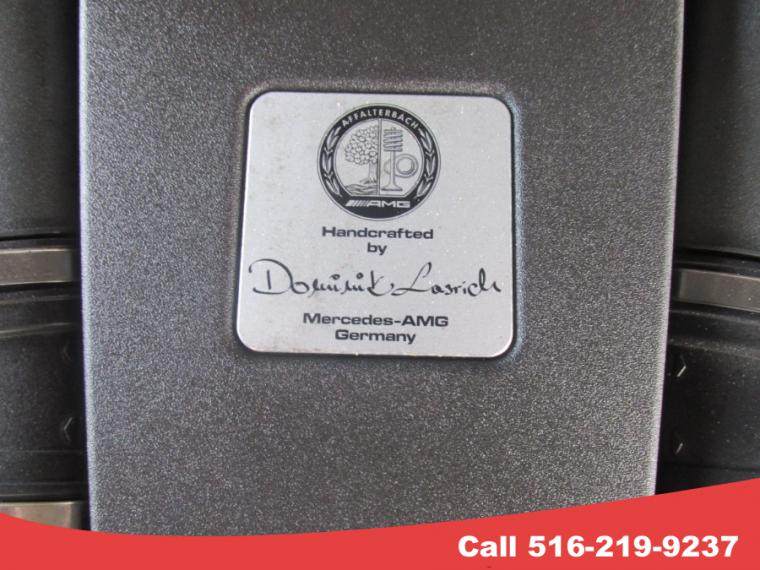 AFFALTERBACH
AMG
Handcrafted
by
Dominik Lasrich
Mercedes-AMG
Germany
Call 516-219-9237